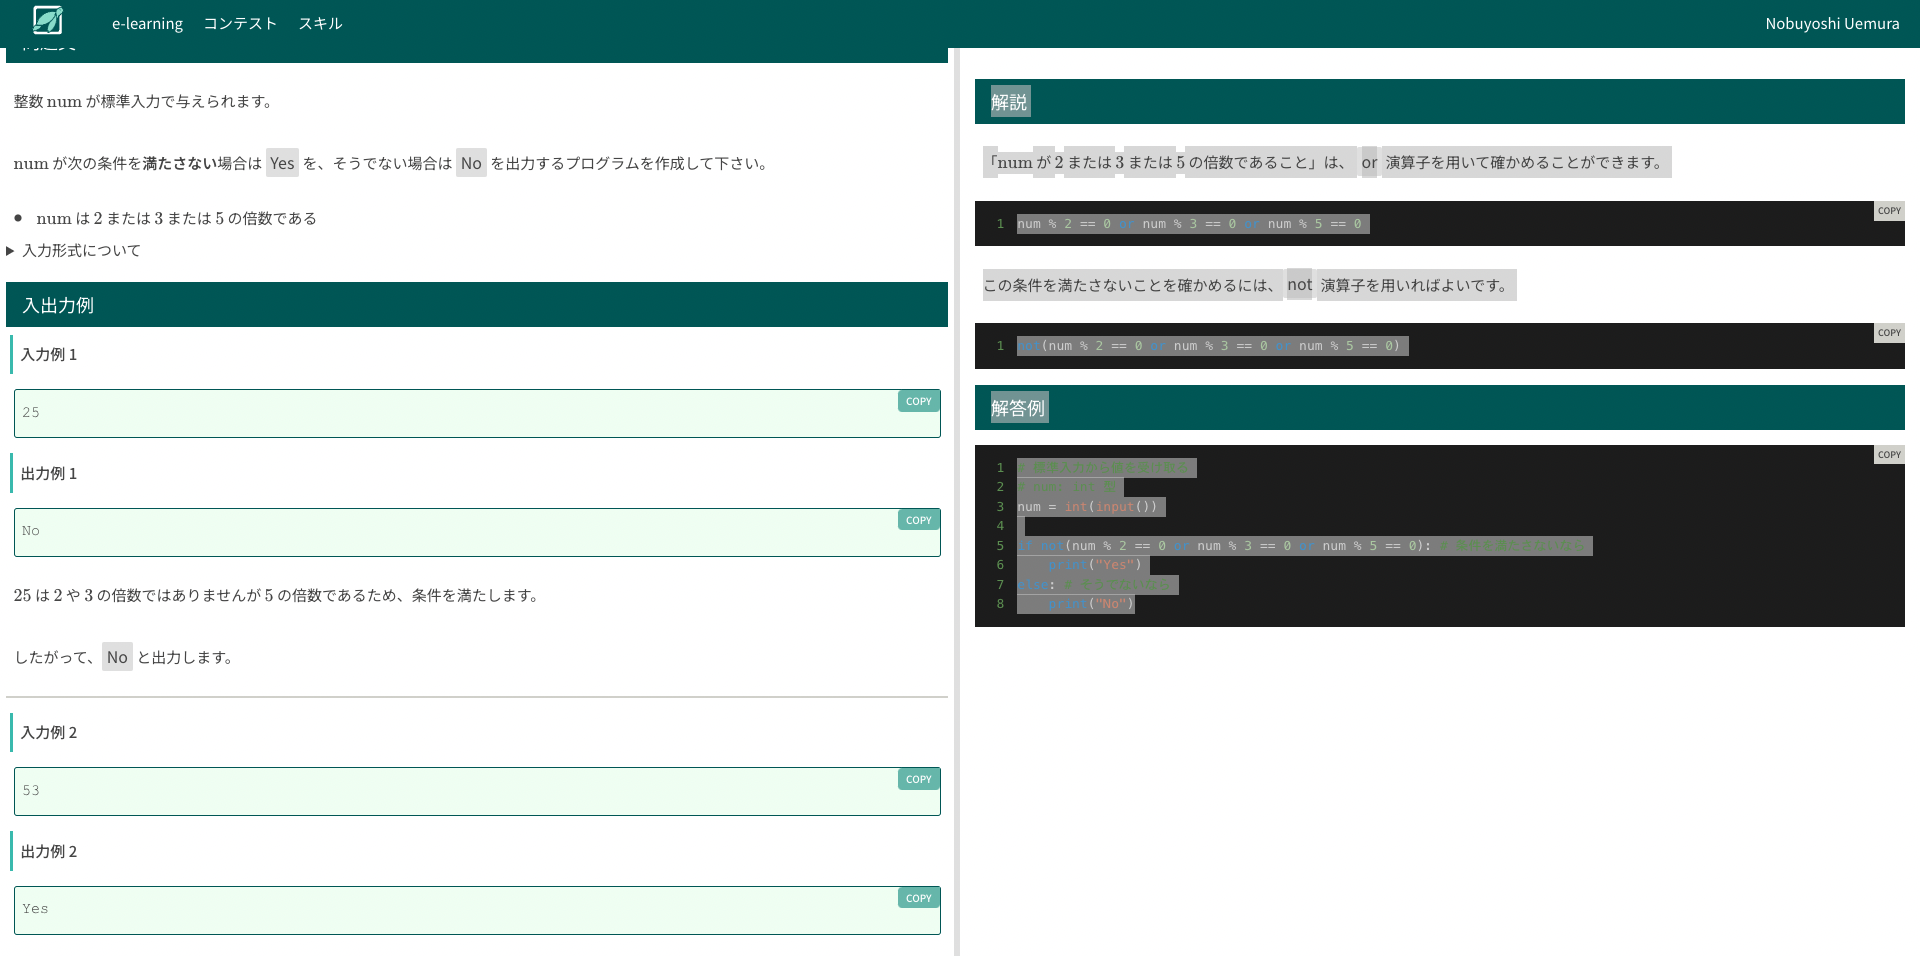 e-learning コンテスト スキル
Nobuyoshi Uemura
整数 num が標準入力で与えられます。
num が次の条件を満たさない場合は Yes を、そうでない場合は No を出力するプログラムを作成して下さい。
● num は 2 または 3 または 5 の倍数である
▶ 入力形式について
入出力例
入力例 1
COPY
25
出力例 1
COPY
No
25 は 2 や 3 の倍数ではありませんが 5 の倍数であるため、条件を満たします。
したがって、 No と出力します。
入力例 2
COPY
53
出力例 2
COPY
Yes
解説
「num が 2 または 3 または 5 の倍数であること」は、 or 演算子を用いて確かめることができます。
COPY
1 num % 2 == 0 or num % 3 == 0 or num % 5 == 0
この条件を満たさないことを確かめるには、 not 演算子を用いればよいです。
COPY
1 not(num % 2 == 0 or num % 3 == 0 or num % 5 == 0)
解答例
COPY
1
2
3 num = int(input())
4
5 if not(num % 2 == 0 or num % 3 == 0 or num % 5 == 0):
6 print("Yes")
7 else:
8 print("No")